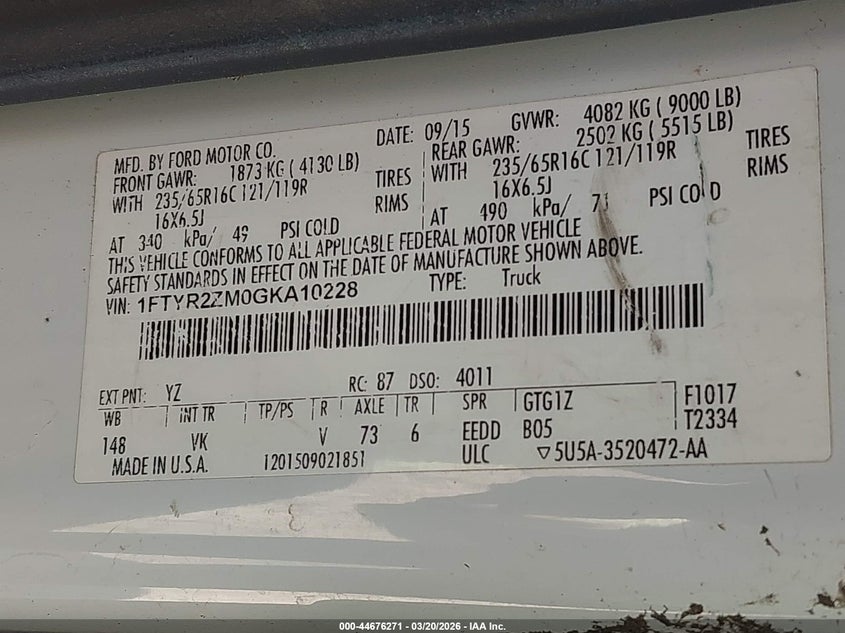 MFD. BY FORD MOTOR CO. DATE: 09/15 GVWR: 4082 KG ( 9000 LB)
FRONT GAWR: 1873 KG ( 4130 LB) REAR GAWR: 2502 KG ( 5515 LB)
WITH 235/65R16C 121/119R TIRES WITH 235/65R16C 121/119R TIRES
16X6.5J RIMS 16X6.5J RIMS
AT 340 kPa/ 49 PSI COLD AT 490 kPa/ 71 PSI COLD
THIS VEHICLE CONFORMS TO ALL APPLICABLE FEDERAL MOTOR VEHICLE
SAFETY STANDARDS IN EFFECT ON THE DATE OF MANUFACTURE SHOWN ABOVE.
VIN: 1FTYR2ZM0GKA10228 TYPE: Truck
EXT PNT: YZ RC: 87 DSO: 4011
WB INT TR TP/PS R AXLE TR SPR GTG1Z F1017
148 VK V 73 6 EEDD B05 T2334
MADE IN U.S.A. 1201509021851 ULC ▽5U5A-3520472-AA
000-44676271 - 03/20/2026 - IAA Inc.